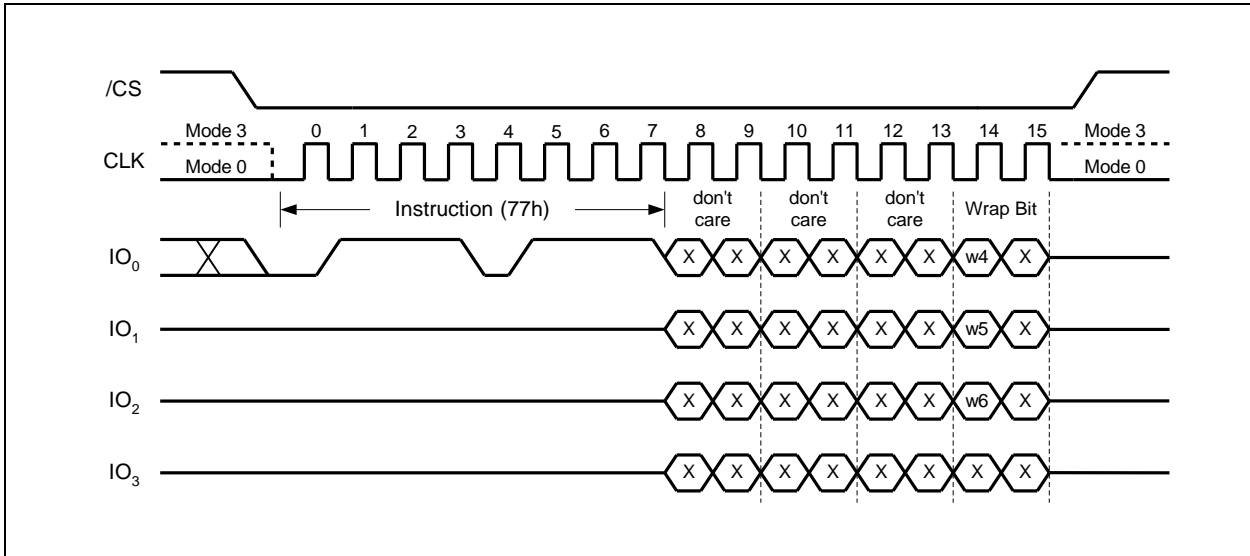 /CS
Mode 3 0 1 2 3 4 5 6 7 8 9 10 11 12 13 14 15 Mode 3
CLK
Mode 0 Mode 0
Instruction (77h) don't care don't care don't care Wrap Bit
IO0 X X X X X X w4 X
IO1 X X X X X X w5 X
IO2 X X X X X X w6 X
IO3 X X X X X X X X